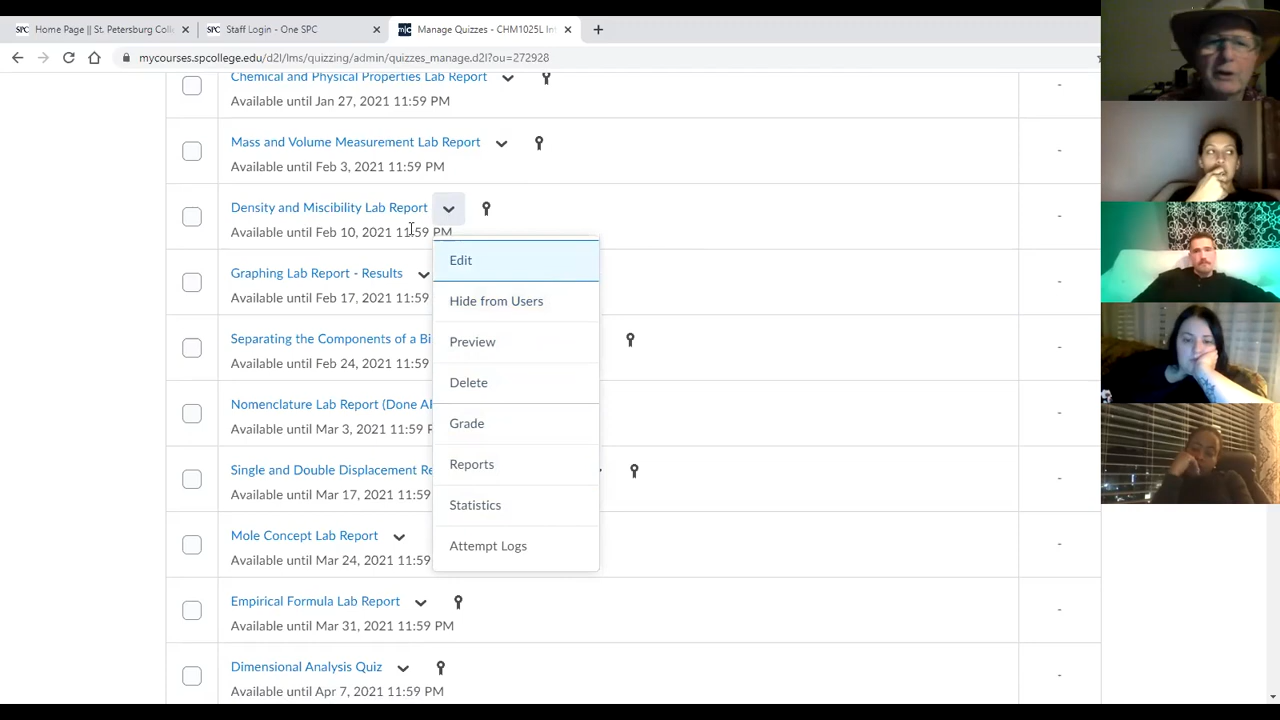 SPC Home Page || St. Petersburg Coll
SPC Staff Login - One SPC
Manage Quizzes - CHM1025L Int
mycourses.spcollege.edu/d2l/lms/quizzing/admin/quizzes_manage.d2l?ou=272928
Chemical and Physical Properties Lab Report
Available until Jan 27, 2021 11:59 PM
-
Mass and Volume Measurement Lab Report
Available until Feb 3, 2021 11:59 PM
-
Density and Miscibility Lab Report
Available until Feb 10, 2021 11:59 PM
-
Edit
Graphing Lab Report - Results
Available until Feb 17, 2021 11:59
-
Hide from Users
Separating the Components of a Bi
Available until Feb 24, 2021 11:59
-
Preview
Delete
Nomenclature Lab Report (Done A
Available until Mar 3, 2021 11:59 P
-
Grade
Single and Double Displacement Re
Available until Mar 17, 2021 11:59
-
Reports
Statistics
Mole Concept Lab Report
Available until Mar 24, 2021 11:59
-
Attempt Logs
Empirical Formula Lab Report
Available until Mar 31, 2021 11:59 PM
-
Dimensional Analysis Quiz
Available until Apr 7, 2021 11:59 PM
-